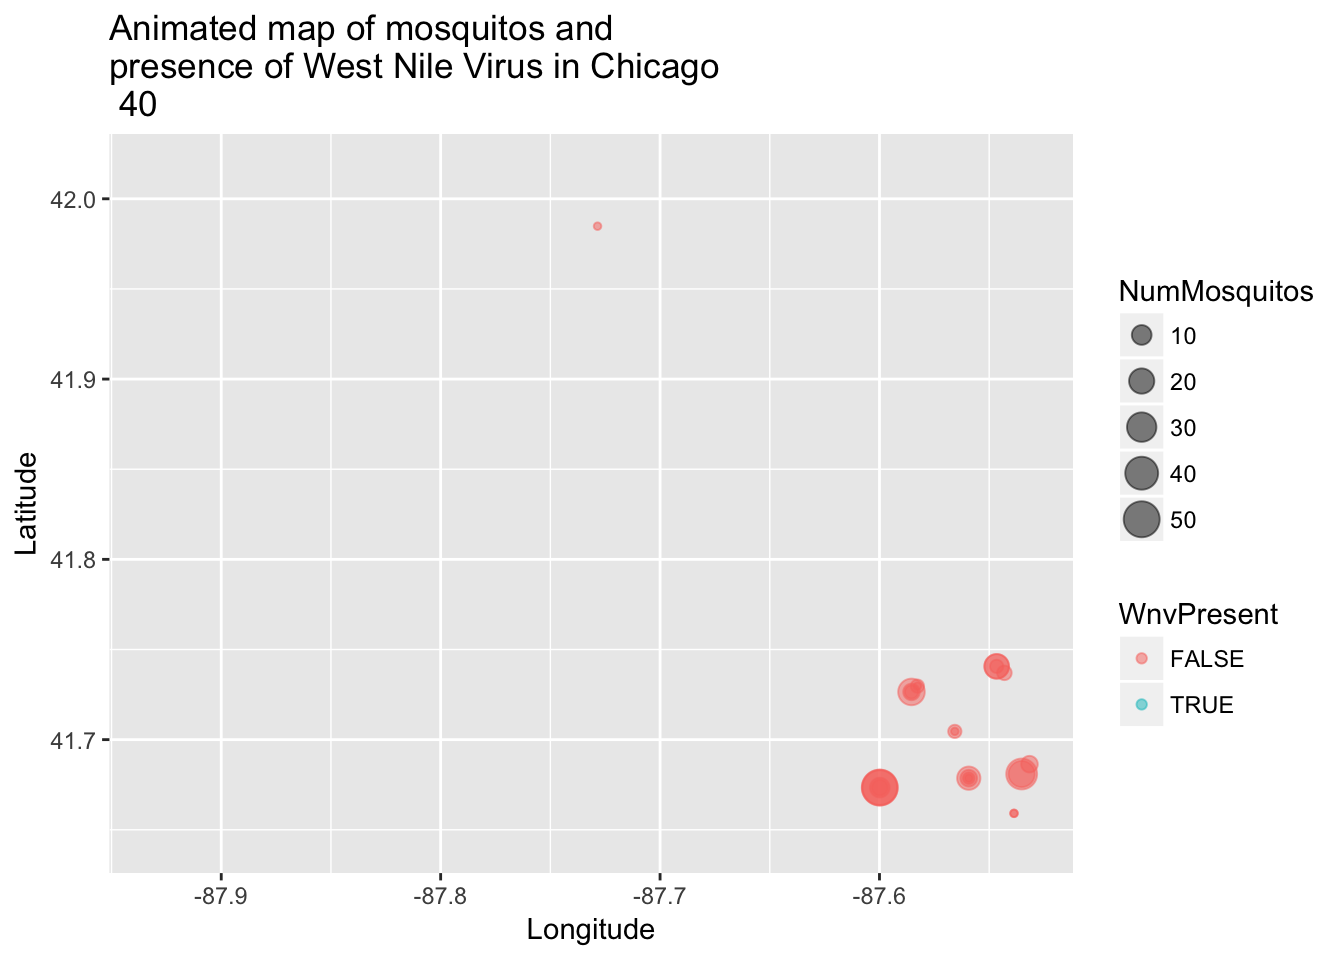 Animated map of mosquitos and
presence of West Nile Virus in Chicago
40
42.0
41.9
41.8
41.7
Latitude
-87.9
-87.8
-87.7
-87.6
Longitude
NumMosquitos
10
20
30
40
50
WnvPresent
FALSE
TRUE